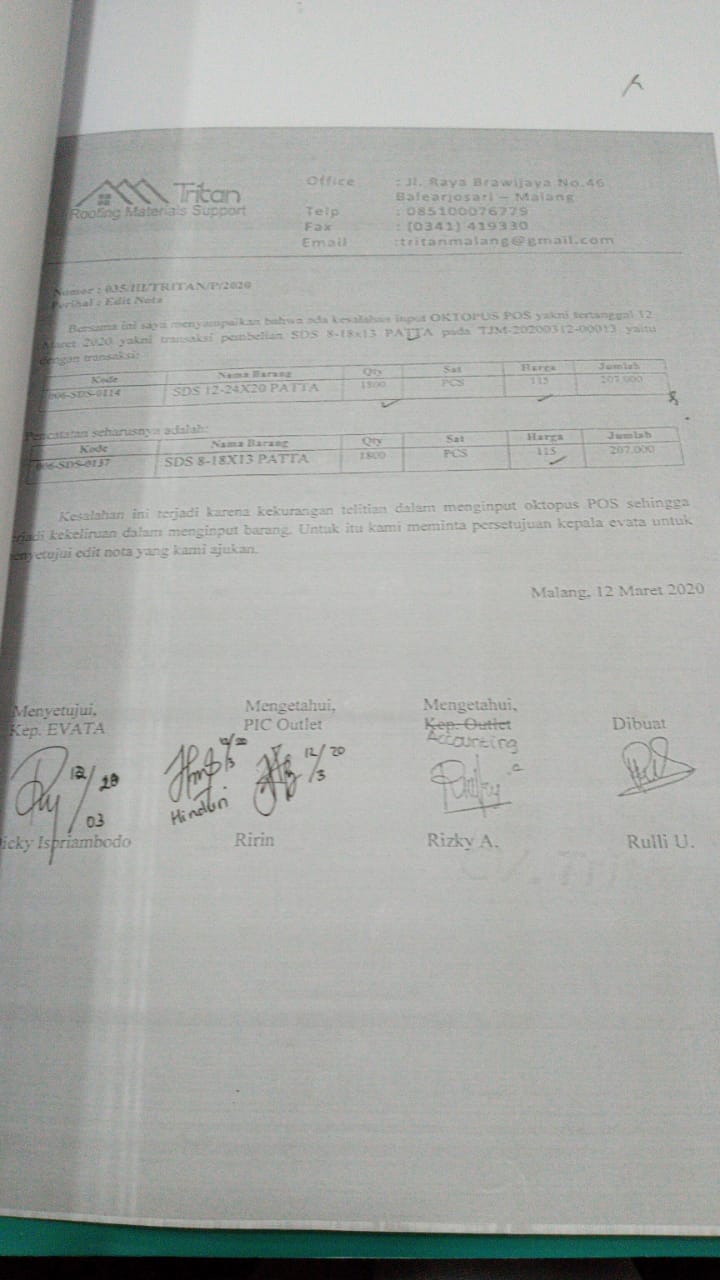 Tritan
Roofing Materials Support
Office : Jl. Raya Brawijaya No.46
Balearjosari – Malang
Telp : 085100076779
Fax : (0341) 419330
Email :tritanmalang@gmail.com
Nomor : 035/III/TRITAN/P/2020
Perihal : Edit Nota
Bersama ini saya menyampaikan bahwa ada kesalahan input OKTOPUS POS yakni tertanggal 12
Maret 2020 yakni transaksi pembelian SDS 8-18x13 PATTA pada TJM-20200312-00013 yaitu
dengan transaksi:
Kode Nama Barang Qty Sat Harga Jumlah
006-SDS-0114 SDS 12-24X20 PATTA 1800 PCS 115 207.000
Pencatatan seharusnya adalah:
Kode Nama Barang Qty Sat Harga Jumlah
006-SDS-0137 SDS 8-18X13 PATTA 1800 PCS 115 207.000
Kesalahan ini terjadi karena kekurangan telitian dalam menginput oktopus POS sehingga
erjadi kekeliruan dalam menginput barang. Untuk itu kami meminta persetujuan kepala evata untuk
enyetujui edit nota yang kami ajukan.
Malang, 12 Maret 2020
Menyetujui, Mengetahui, Mengetahui,
Kep. EVATA PIC Outlet Kep. Outlet Dibuat
Accounting
12/03 20 12/3 20
Hindun
icky Ispriambodo Ririn Rizky A. Rulli U.